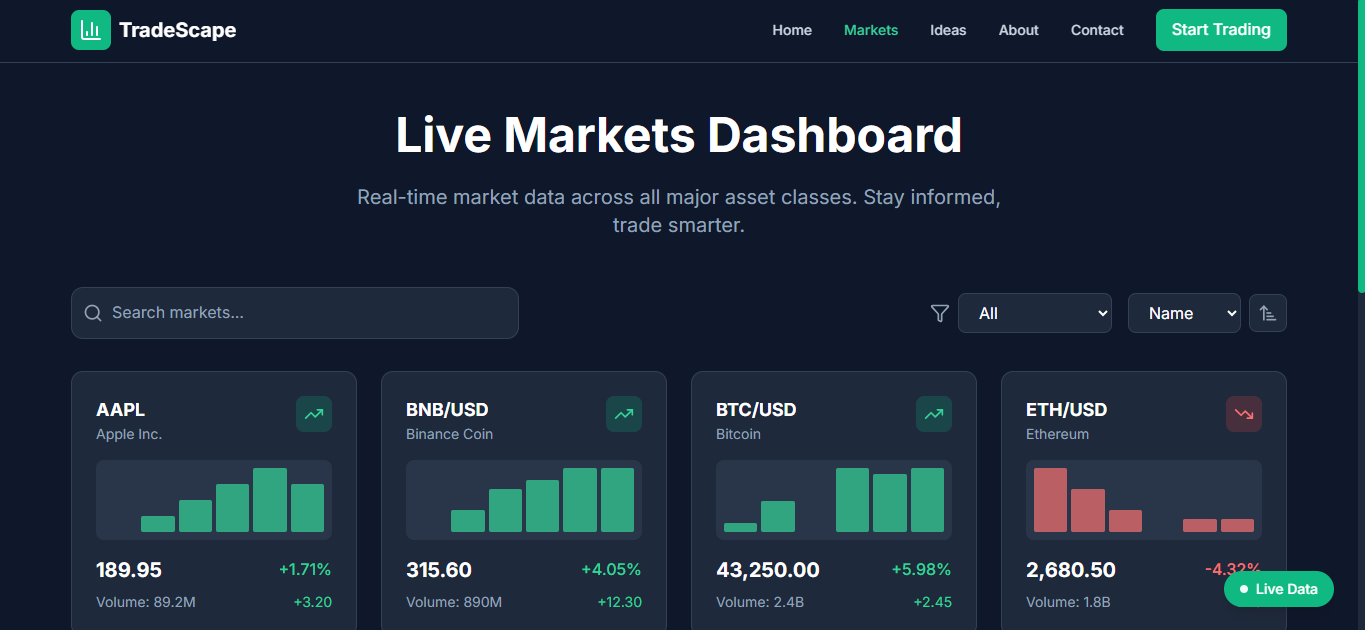 TradeScape
Home
Markets
Ideas
About
Contact
Start Trading
Live Markets Dashboard
Real-time market data across all major asset classes. Stay informed,
trade smarter.
Search markets...
All
Name
AAPL
Apple Inc.
189.95
+1.71%
Volume: 89.2M
+3.20
BNB/USD
Binance Coin
315.60
+4.05%
Volume: 890M
+12.30
BTC/USD
Bitcoin
43,250.00
+5.98%
Volume: 2.4B
+2.45
ETH/USD
Ethereum
2,680.50
-4.32%
Volume: 1.8B
Live Data